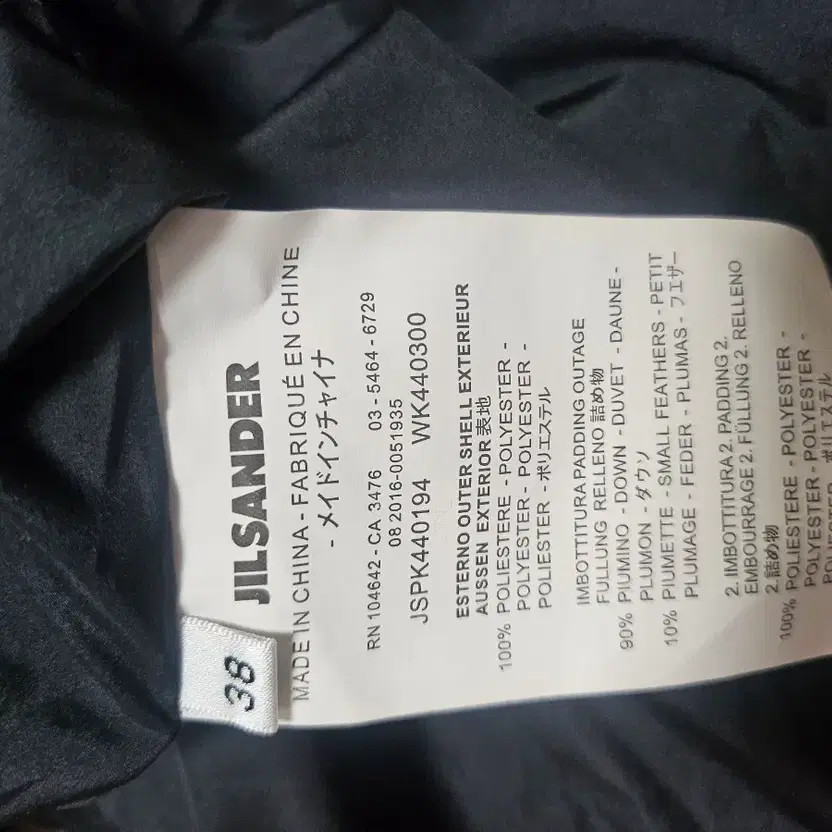 38
JILSANDER
MADE IN CHINA - FABRIQUÉ EN CHINE
- メイドインチャイナ
RN 104642 - CA 3476 03 - 5464 - 6729
08 2016-0051935
JSPK440194 WK440300
ESTERNO OUTER SHELL EXTERIEUR
AUSSEN EXTERIOR 表地
100% POLIESTERE - POLYESTER -
POLYESTER - POLYESTER -
POLIESTER - ポリエステル
IMBOTTITURA PADDING OUTAGE
FULLUNG RELLENO 詰め物
90% PIUMINO - DOWN - DUVET - DAUNE -
PLUMON - ダウン
10% PIUMETTE - SMALL FEATHERS - PETIT
PLUMAGE - FEDER - PLUMAS - フエザー
2. IMBOTTITURA 2. PADDING 2.
EMBOURRAGE 2. FÜLLUNG 2. RELLENO
2. 詰め物
100% POLIESTERE - POLYESTER -
POLYESTER - POLYESTER -